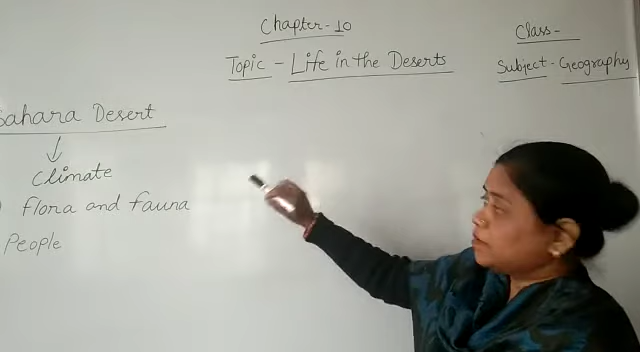 Chapter-10
Class-
Topic - Life in the Deserts
Subject - Geography
Sahara Desert
↓
Climate
Flora and fauna
People